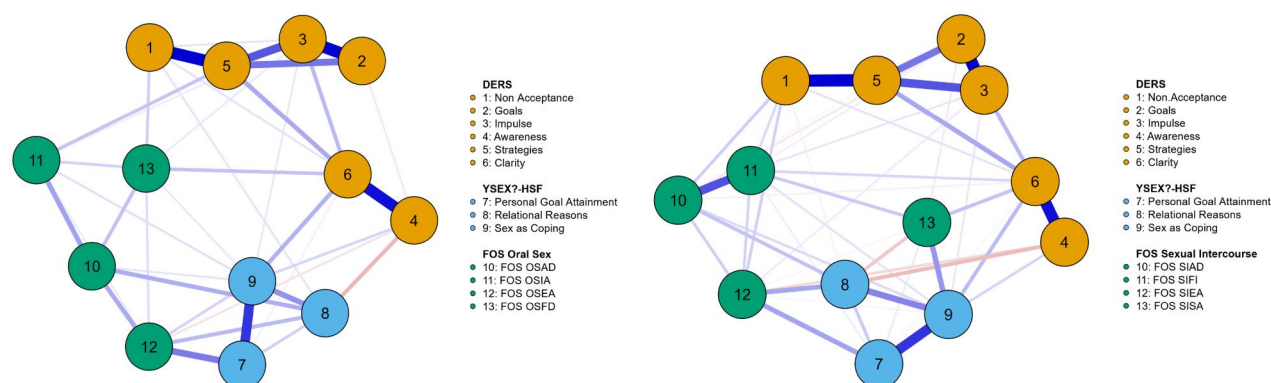 1
3
2
5
11
13
6
4
10
9
8
12
7
DERS
1: Non Acceptance
2: Goals
3: Impulse
4: Awareness
5: Strategies
6: Clarity
YSEX?-HSF
7: Personal Goal Attainment
8: Relational Reasons
9: Sex as Coping
FOS Oral Sex
10: FOS OSAD
11: FOS OSIA
12: FOS OSEA
13: FOS OSFD
2
1
5
3
11
10
6
13
4
12
8
9
7
DERS
1: Non.Acceptance
2: Goals
3: Impulse
4: Awareness
5: Strategies
6: Clarity
YSEX?-HSF
7: Personal Goal Attainment
8: Relational Reasons
9: Sex as Coping
FOS Sexual Intercourse
10: FOS SIAD
11: FOS SIFI
12: FOS SIEA
13: FOS SISA